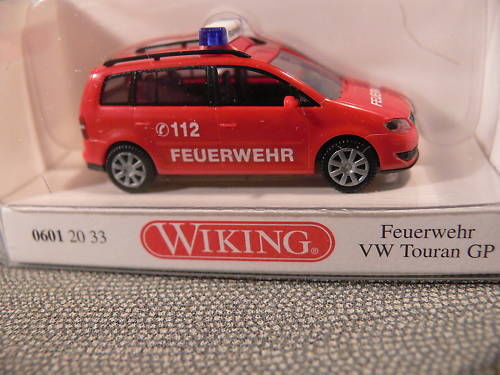 112
FEUERWEHR
0601 20 33
WIKING®
Feuerwehr
VW Touran GP